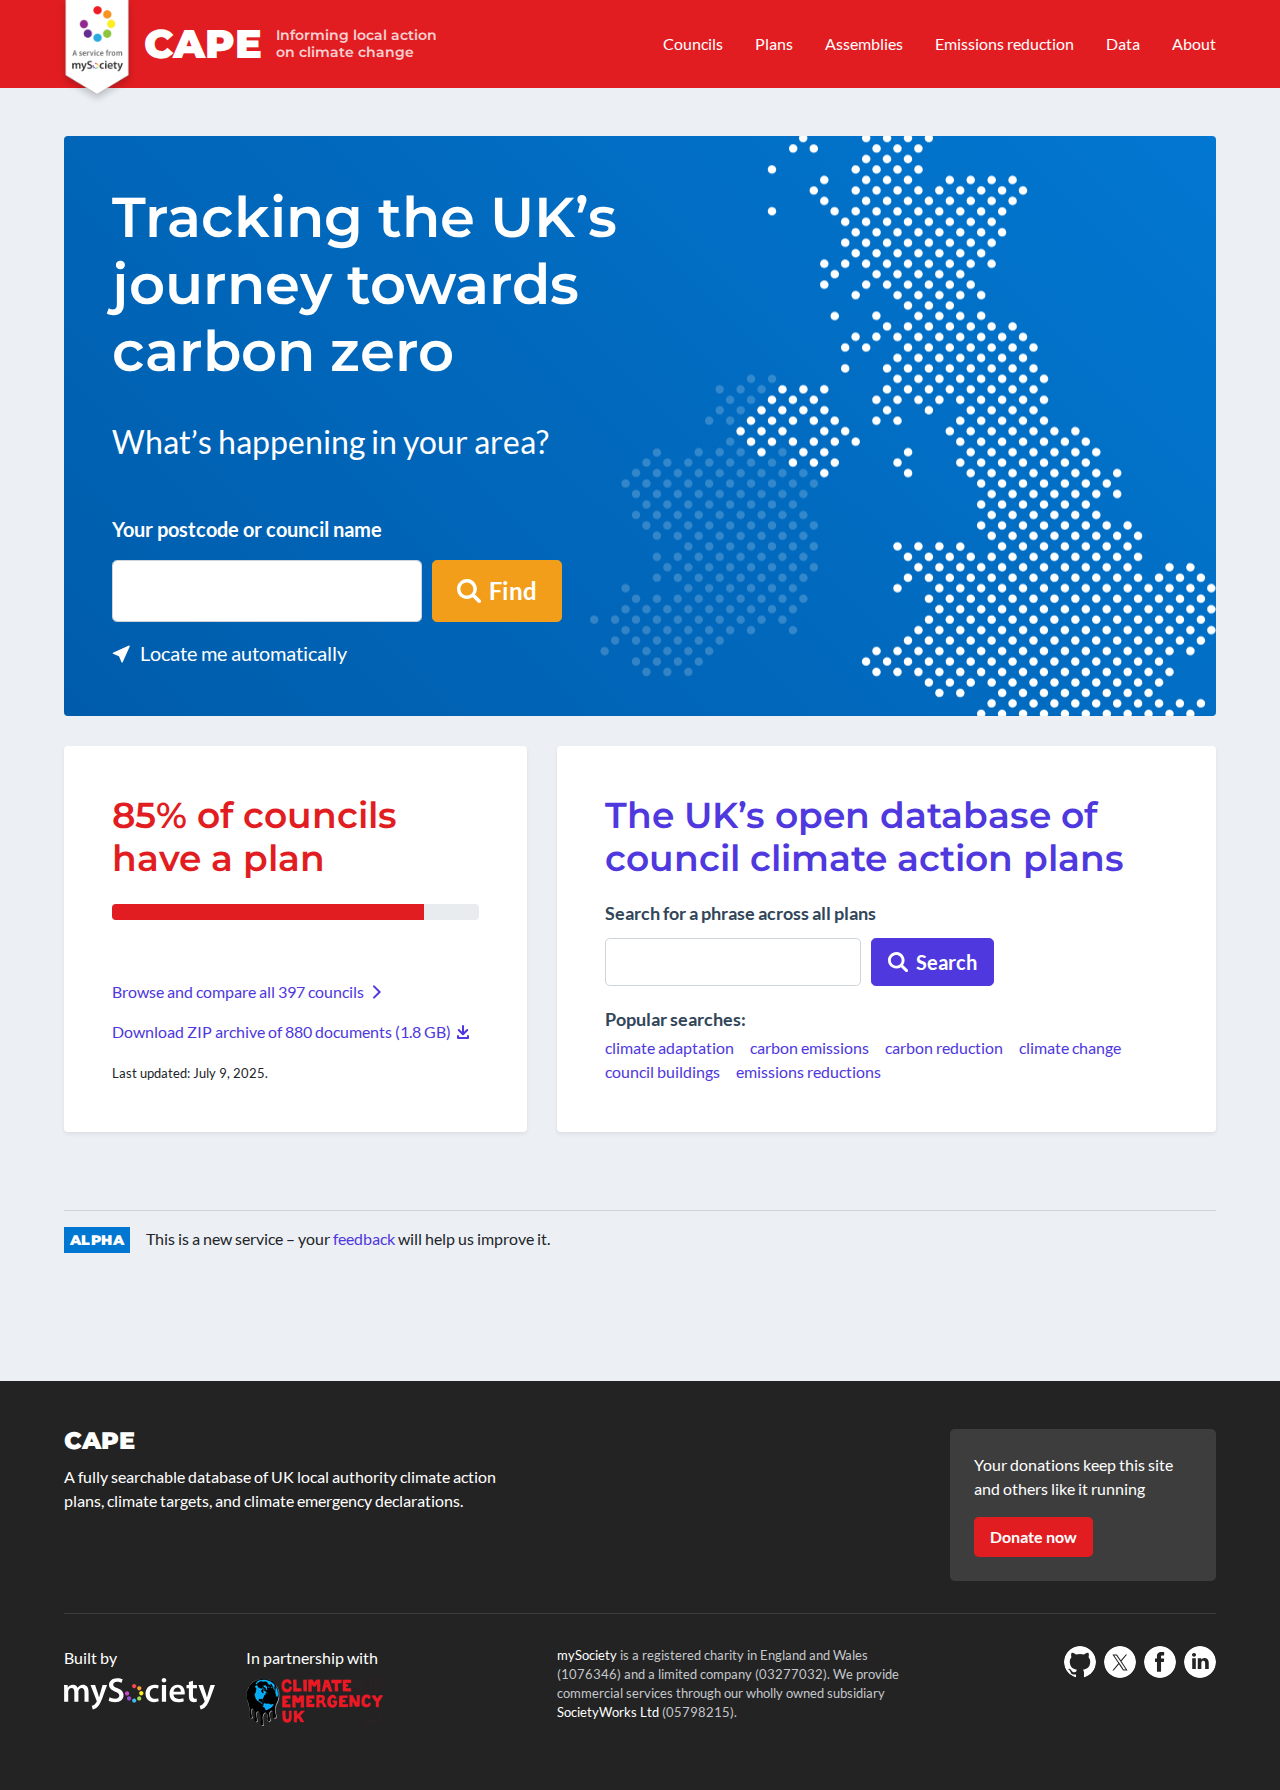 A service from
mySociety
CAPE
Informing local action
on climate change
Councils
Plans
Assemblies
Emissions reduction
Data
About
Tracking the UK’s
journey towards
carbon zero
What’s happening in your area?
Your postcode or council name
Find
Locate me automatically
85% of councils
have a plan
Browse and compare all 397 councils
Download ZIP archive of 880 documents (1.8 GB)
Last updated: July 9, 2025.
The UK’s open database of
council climate action plans
Search for a phrase across all plans
Search
Popular searches:
climate adaptation carbon emissions carbon reduction climate change
council buildings emissions reductions
ALPHA
This is a new service – your feedback will help us improve it.
CAPE
A fully searchable database of UK local authority climate action
plans, climate targets, and climate emergency declarations.
Your donations keep this site
and others like it running
Donate now
Built by
mySociety
In partnership with
CLIMATE
EMERGENCY
UK
mySociety is a registered charity in England and Wales
(1076346) and a limited company (03277032). We provide
commercial services through our wholly owned subsidiary
SocietyWorks Ltd (05798215).